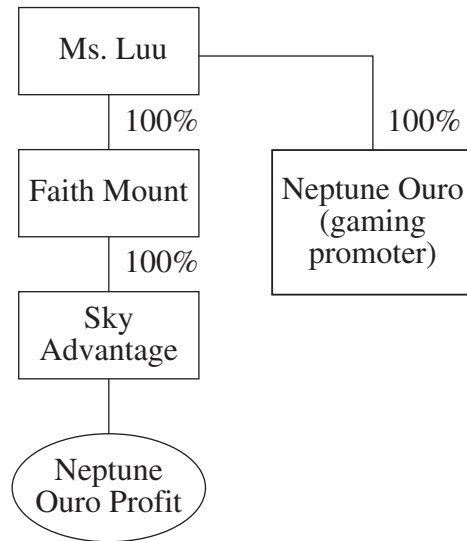 Ms. Luu
100%
100%
Faith Mount
Neptune Ouro
(gaming
promoter)
100%
Sky
Advantage
Neptune
Ouro Profit